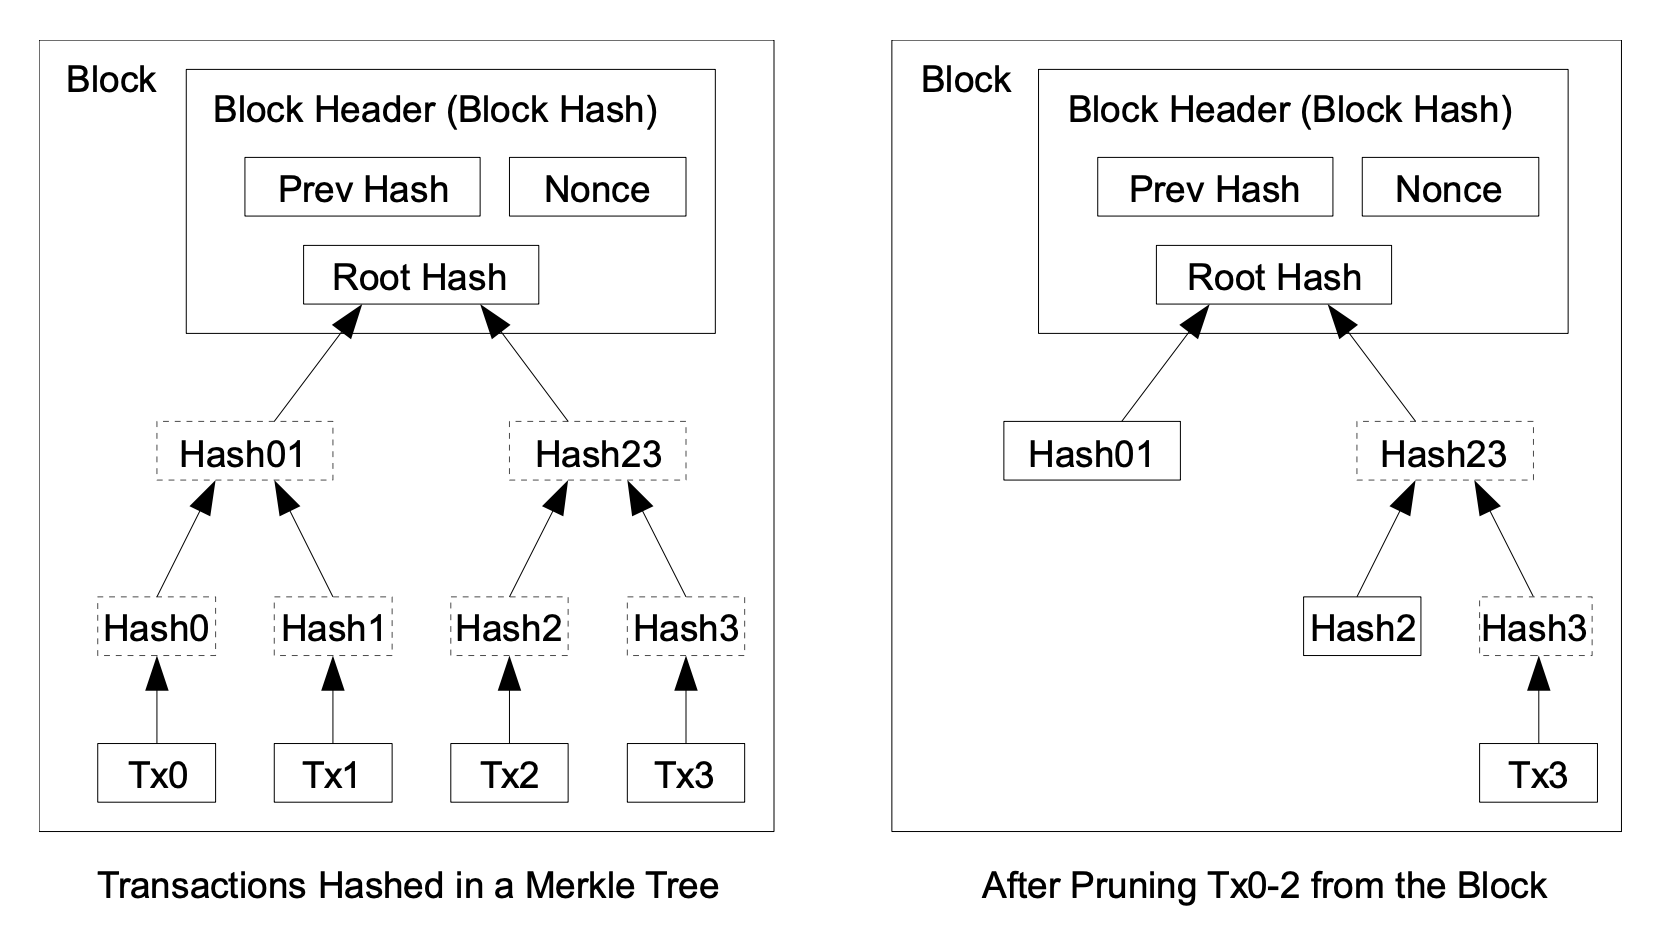 Block
Block Header (Block Hash)
Prev Hash
Nonce
Root Hash
Hash01
Hash23
Hash0
Hash1
Hash2
Hash3
Tx0
Tx1
Tx2
Tx3
Transactions Hashed in a Merkle Tree
Block
Block Header (Block Hash)
Prev Hash
Nonce
Root Hash
Hash01
Hash23
Hash2
Hash3
Tx3
After Pruning Tx0-2 from the Block